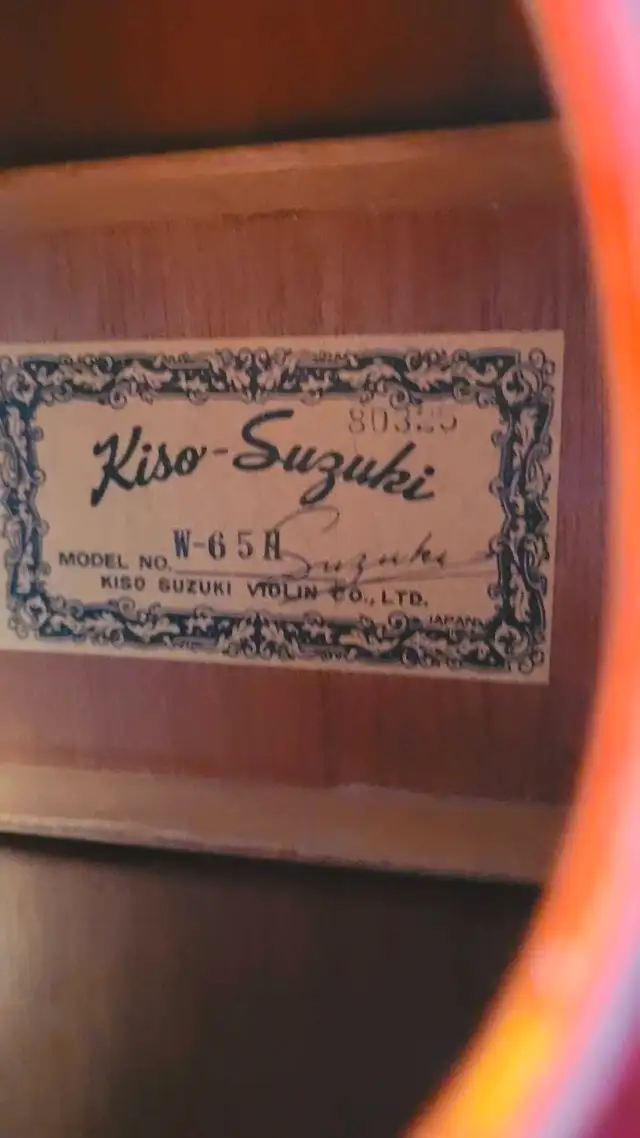 Kiso-Suzuki
MODEL NO. W-65H
Suzuki
KISO SUZUKI VIOLIN CO., LTD.
JAPAN